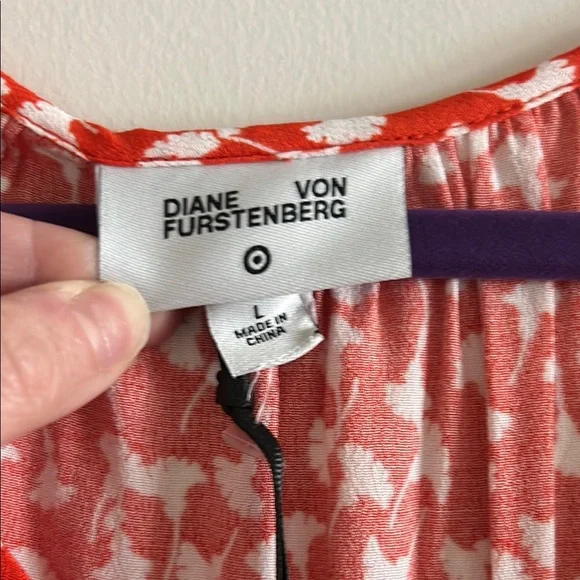 DIANE VON
FURSTENBERG
L
MADE IN
CHINA